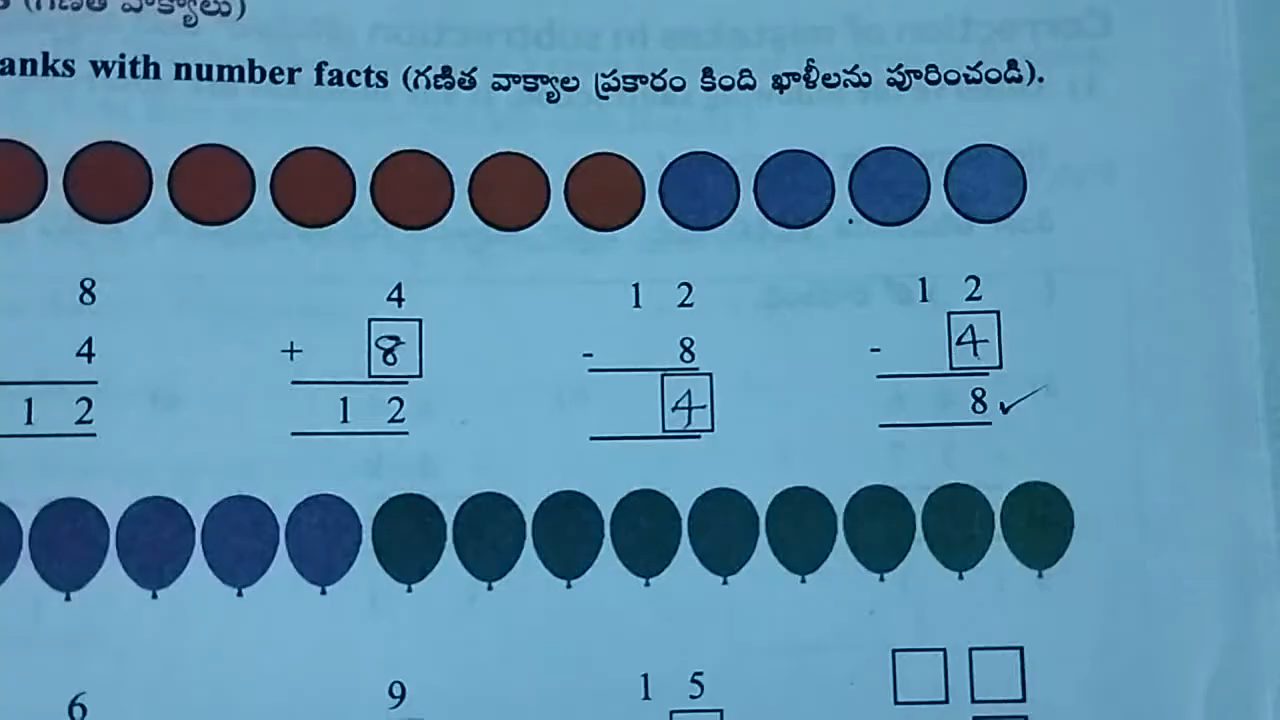 (గణిత వాక్యాలు)
anks with number facts (గణిత వాక్యాల ప్రకారం కింది ఖాళీలను పూరించండి).
8 4 1 2 1 2
4 + 8 - 8 - 4
1 2 1 2 4 8
6 9 1 5